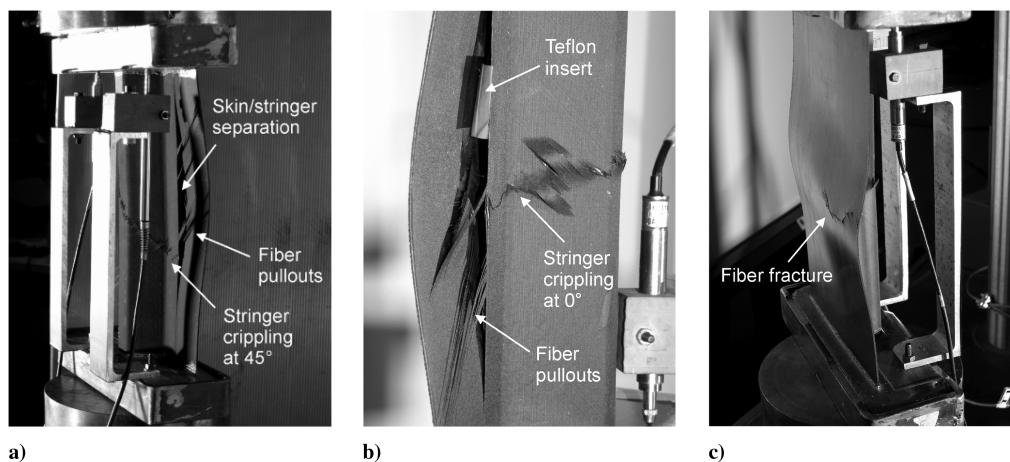 Skin/stringer
separation
Fiber
pullouts
Stringer
crippling
at 45°
a)
Teflon
insert
Stringer
crippling
at 0°
Fiber
pullouts
b)
Fiber fracture
c)